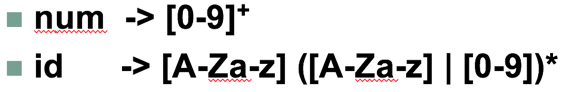 num -> [0-9]⁺
id -> [A-Za-z] ([A-Za-z] | [0-9])*